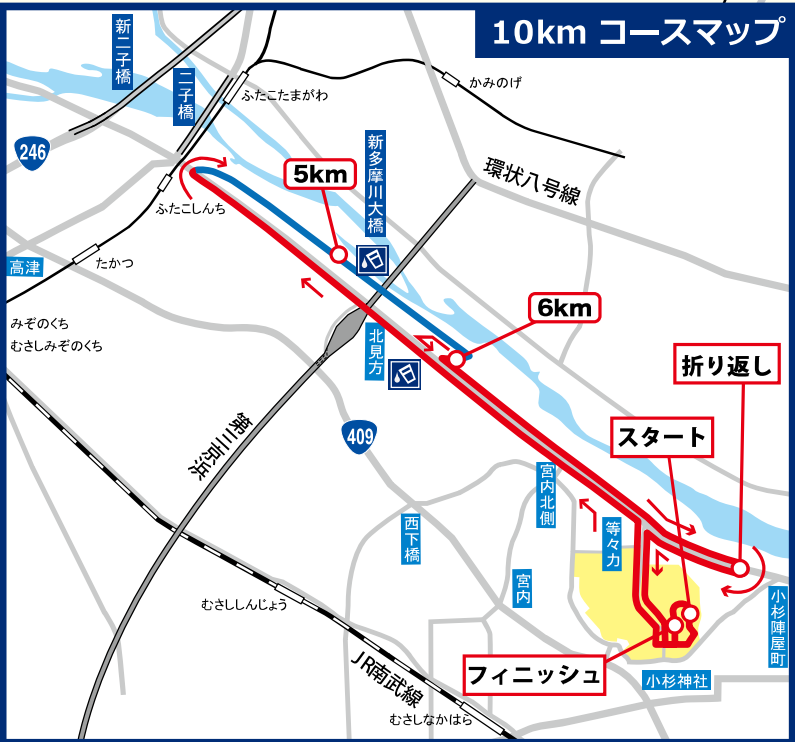 10km コースマップ
新二子橋
二子橋
ふたこたまがわ
かみのげ
246
5km
新多摩川大橋
環状八号線
ふたこしんち
高津
たかつ
みぞのくち
むさしみぞのくち
6km
北見方
折り返し
第三京浜
409
スタート
宮内北側
西下橋
等々力
宮内
小杉陣屋町
むさししんじょう
JR南武線
フィニッシュ
小杉神社
むさしなかはら